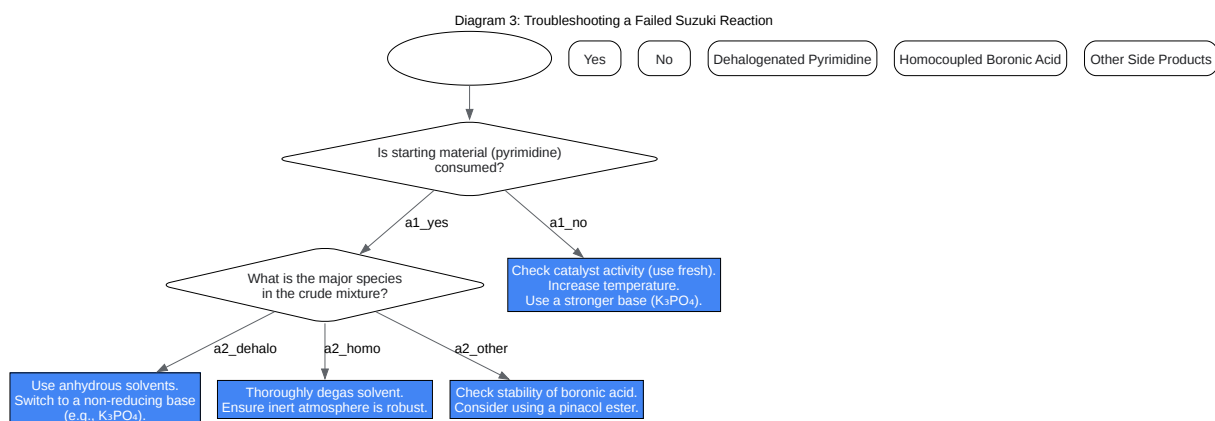 Diagram 3: Troubleshooting a Failed Suzuki Reaction
Yes
No
Dehalogenated Pyrimidine
Homocoupled Boronic Acid
Other Side Products
Is starting material (pyrimidine)
consumed?
a1_yes
a1_no
What is the major species
in the crude mixture?
Check catalyst activity (use fresh).
Increase temperature.
Use a stronger base (K₃PO₄).
a2_dehalo
a2_homo
a2_other
Use anhydrous solvents.
Switch to a non-reducing base
(e.g., K₃PO₄).
Thoroughly degas solvent.
Ensure inert atmosphere is robust.
Check stability of boronic acid.
Consider using a pinacol ester.